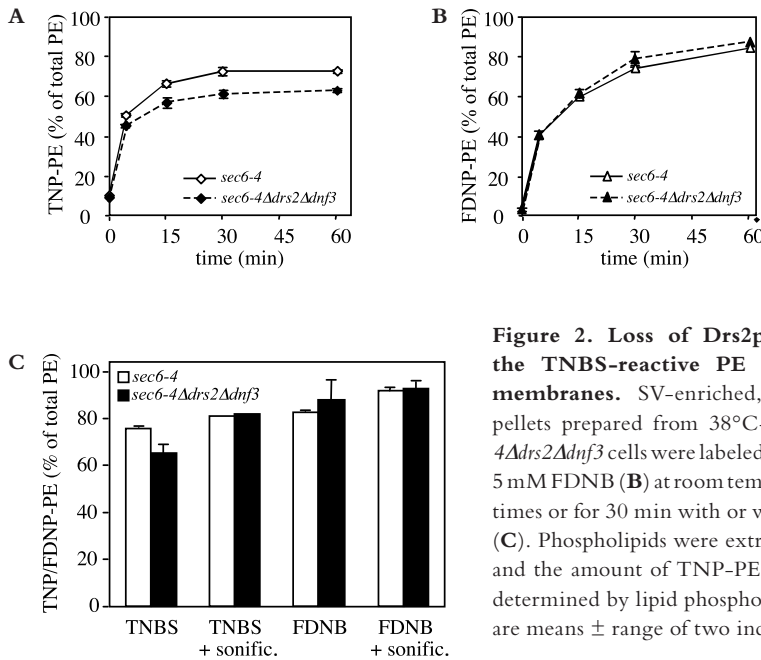 A
TNP-PE (% of total PE)
100
80
60
40
20
0
sec6-4
sec6-4Δdrs2Δdnf3
0 15 30 45 60
time (min)
B
FDNP-PE (% of total PE)
100
80
60
40
20
0
sec6-4
sec6-4Δdrs2Δdnf3
0 15 30 45 60
time (min)
C
TNP/FDNP-PE (% of total PE)
100
80
60
40
20
0
sec6-4
sec6-4Δdrs2Δdnf3
TNBS TNBS FDNB FDNB
+ sonific. + sonific.
Figure 2. Loss of Drs2p
the TNBS-reactive PE
membranes. SV-enriched,
pellets prepared from 38°C-
4Δdrs2Δdnf3 cells were labeled
5 mM FDNB (B) at room tem
times or for 30 min with or w
(C). Phospholipids were extr
and the amount of TNP-PE
determined by lipid phospho
are means ± range of two ind